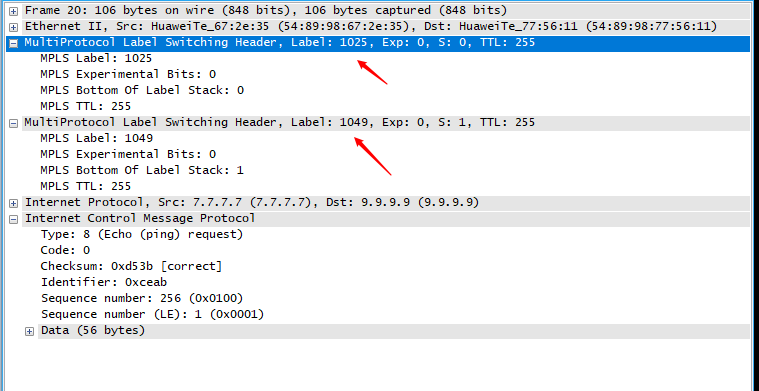 Frame 20: 106 bytes on wire (848 bits), 106 bytes captured (848 bits)
Ethernet II, Src: HuaweiTe_67:2e:35 (54:89:98:67:2e:35), Dst: HuaweiTe_77:56:11 (54:89:98:77:56:11)
MultiProtocol Label Switching Header, Label: 1025, Exp: 0, S: 0, TTL: 255
MPLS Label: 1025
MPLS Experimental Bits: 0
MPLS Bottom Of Label Stack: 0
MPLS TTL: 255
MultiProtocol Label Switching Header, Label: 1049, Exp: 0, S: 1, TTL: 255
MPLS Label: 1049
MPLS Experimental Bits: 0
MPLS Bottom Of Label Stack: 1
MPLS TTL: 255
Internet Protocol, Src: 7.7.7.7 (7.7.7.7), Dst: 9.9.9.9 (9.9.9.9)
Internet Control Message Protocol
Type: 8 (Echo (ping) request)
Code: 0
Checksum: 0xd53b [correct]
Identifier: 0xceab
Sequence number: 256 (0x0100)
Sequence number (LE): 1 (0x0001)
Data (56 bytes)